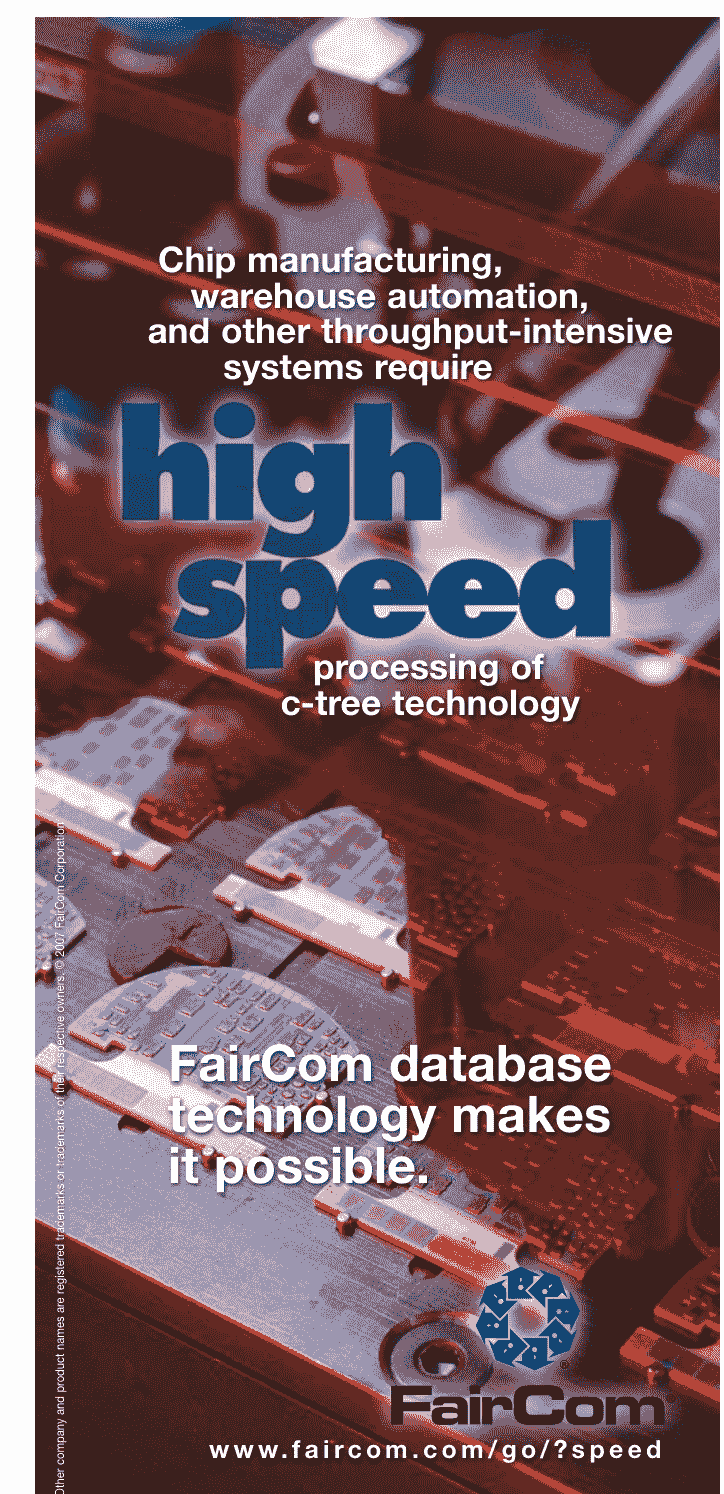 Chip manufacturing,
warehouse automation,
and other throughput-intensive
systems require
high
speed
processing of
c-tree technology
FairCom database
technology makes
it possible.
FairCom
www.faircom.com/go/?speed
Other company and product names are registered trademarks or trademarks of their respective owners. © 2007 FairCom Corporation